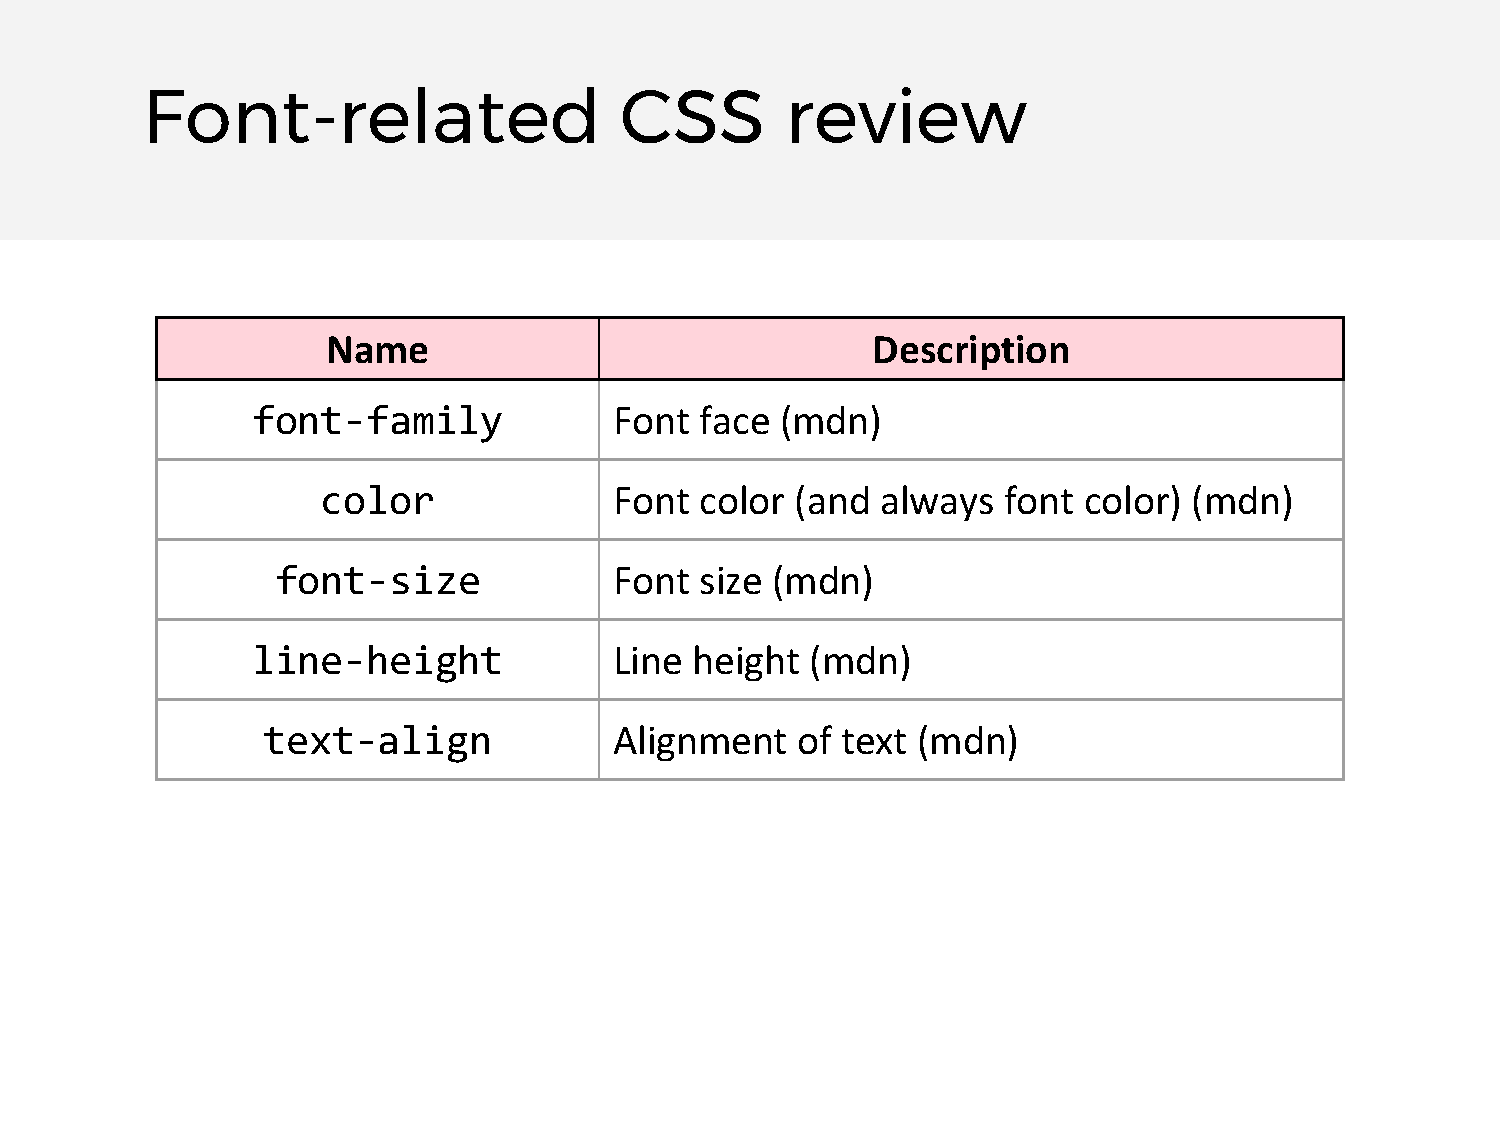 Font-related CSS review
Name Description
font-family Font face (mdn)
color Font color (and always font color) (mdn)
font-size Font size (mdn)
line-height Line height (mdn)
text-align Alignment of text (mdn)